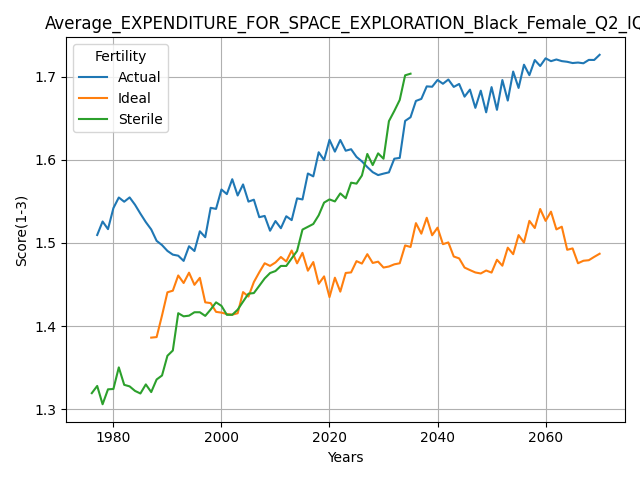 Average_EXPENDITURE_FOR_SPACE_EXPLORATION_Black_Female_Q2_IQ
Fertility
Actual
Ideal
Sterile
1.7
1.6
1.5
1.4
1.3
Score(1-3)
1980 2000 2020 2040 2060
Years